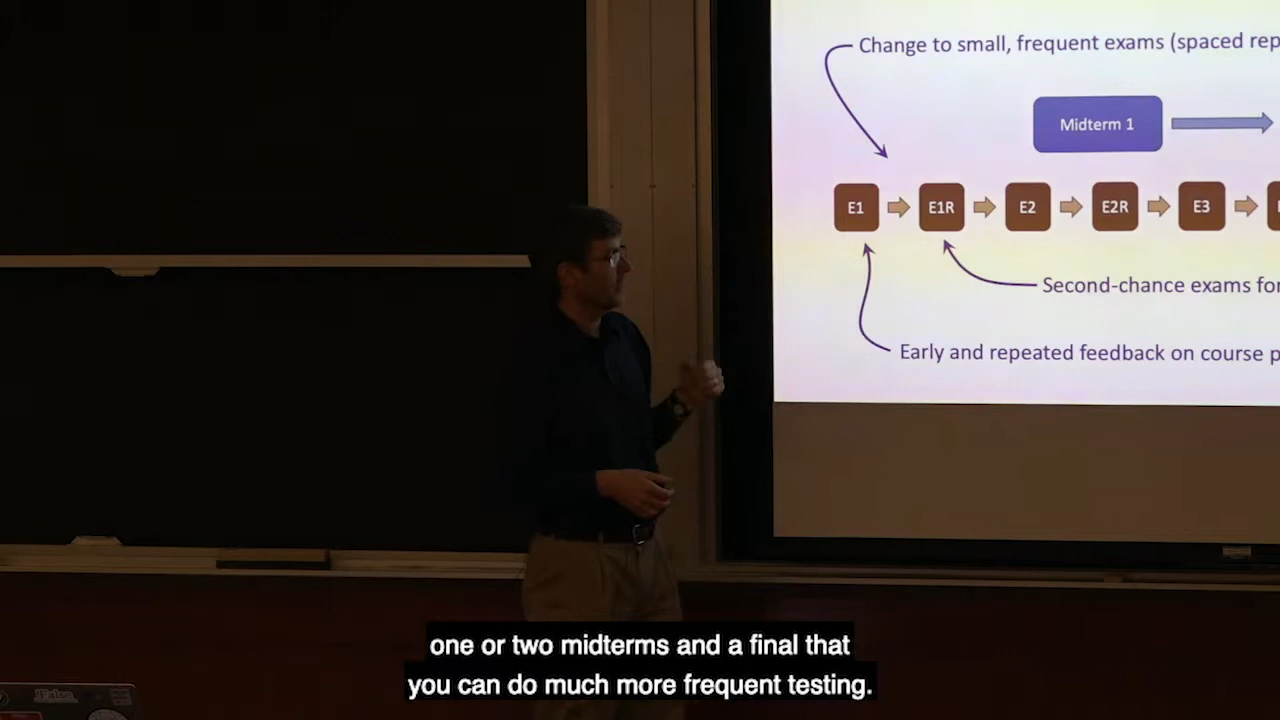 Change to small, frequent exams (spaced rep
Midterm 1
E1
E1R
E2
E2R
E3
Second-chance exams for
Early and repeated feedback on course p
!False
one or two midterms and a final that
you can do much more frequent testing.